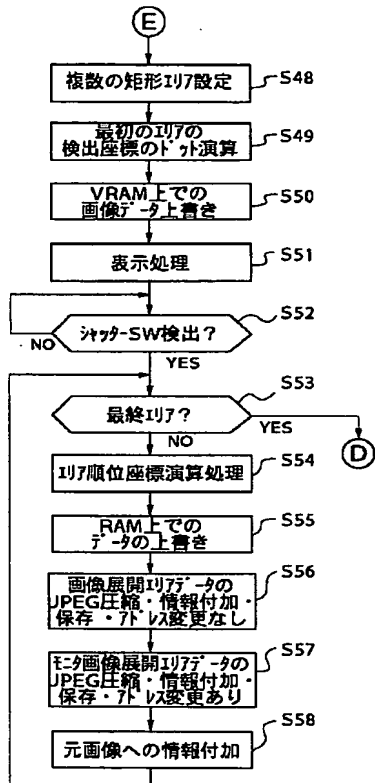 E
複数の矩形エリア設定
S48
最初のエリアの
検出座標のドット演算
S49
VRAM上での
画像データ上書き
S50
表示処理
S51
シャッターSW検出?
S52
NO
YES
最終エリア?
S53
YES
NO
D
エリア順位座標演算処理
S54
RAM上での
データの上書き
S55
画像展開エリアデータの
JPEG圧縮・情報付加・
保存・アドレス変更なし
S56
モニタ画像展開エリアデータの
JPEG圧縮・情報付加・
保存・アドレス変更あり
S57
元画像への情報付加
S58